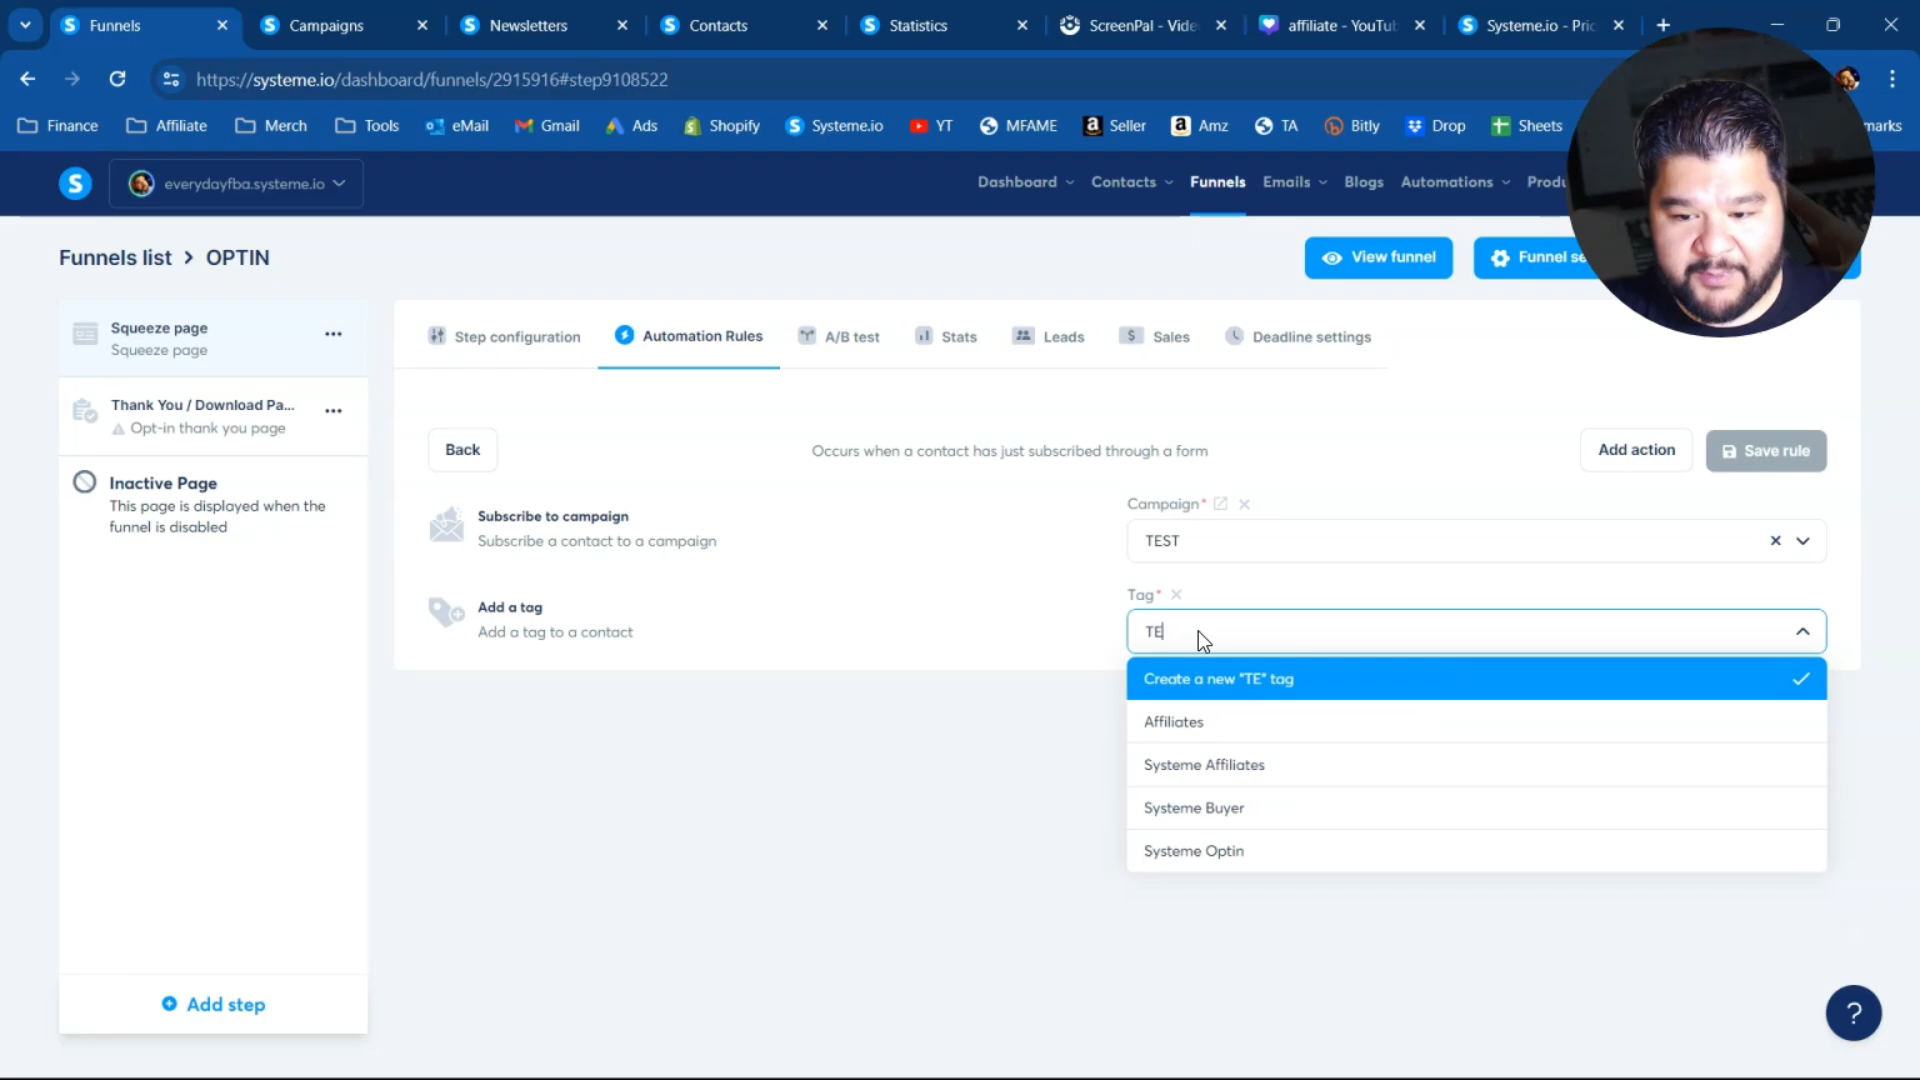 Funnels
Campaigns
Newsletters
Contacts
Statistics
ScreenPal - Vide
affiliate - YouTub
Systeme.io - Pric
https://systeme.io/dashboard/funnels/2915916#step9108522
Finance
Affiliate
Merch
Tools
eMail
Gmail
Ads
Shopify
Systeme.io
YT
MFAME
Seller
Amz
TA
Bitly
Drop
Sheets
marks
S
everydayfba.systeme.io
Dashboard
Contacts
Funnels
Emails
Blogs
Automations
Produ
Funnels list > OPTIN
View funnel
Funnel se
Squeeze page
Squeeze page
Thank You / Download Pa...
Opt-in thank you page
Inactive Page
This page is displayed when the
funnel is disabled
Add step
Step configuration
Automation Rules
A/B test
Stats
Leads
Sales
Deadline settings
Back
Occurs when a contact has just subscribed through a form
Add action
Save rule
Subscribe to campaign
Subscribe a contact to a campaign
Campaign*
TEST
Add a tag
Add a tag to a contact
Tag*
TE
Create a new "TE" tag
Affiliates
Systeme Affiliates
Systeme Buyer
Systeme Optin
?